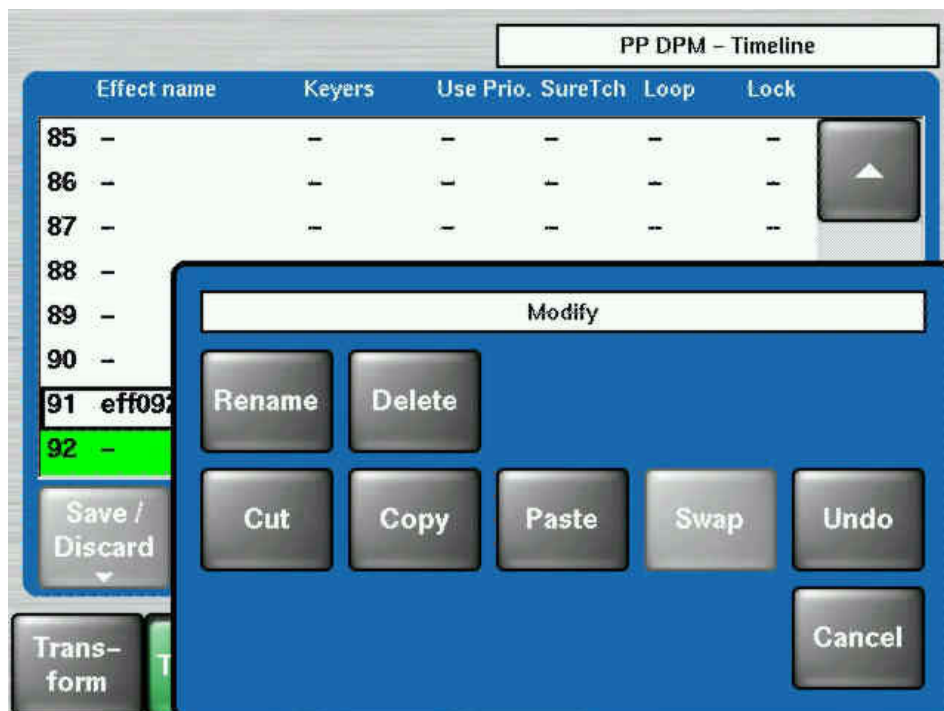 PP DPM – Timeline
Effect name Keyers Use Prio. SureTch Loop Lock
85 – – – – – –
86 – – – – – –
87 – – – – – –
88 –
89 –
90 –
91 eff092
92 –
Modify
Rename Delete
Cut Copy Paste Swap Undo
Cancel
Save /
Discard
Trans–
form
T